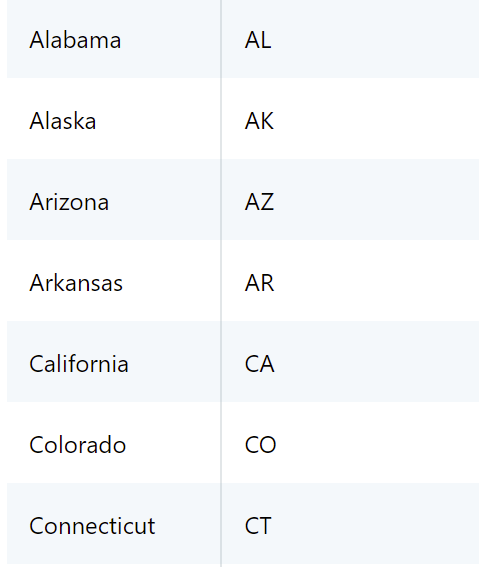 Alabama AL
Alaska AK
Arizona AZ
Arkansas AR
California CA
Colorado CO
Connecticut CT